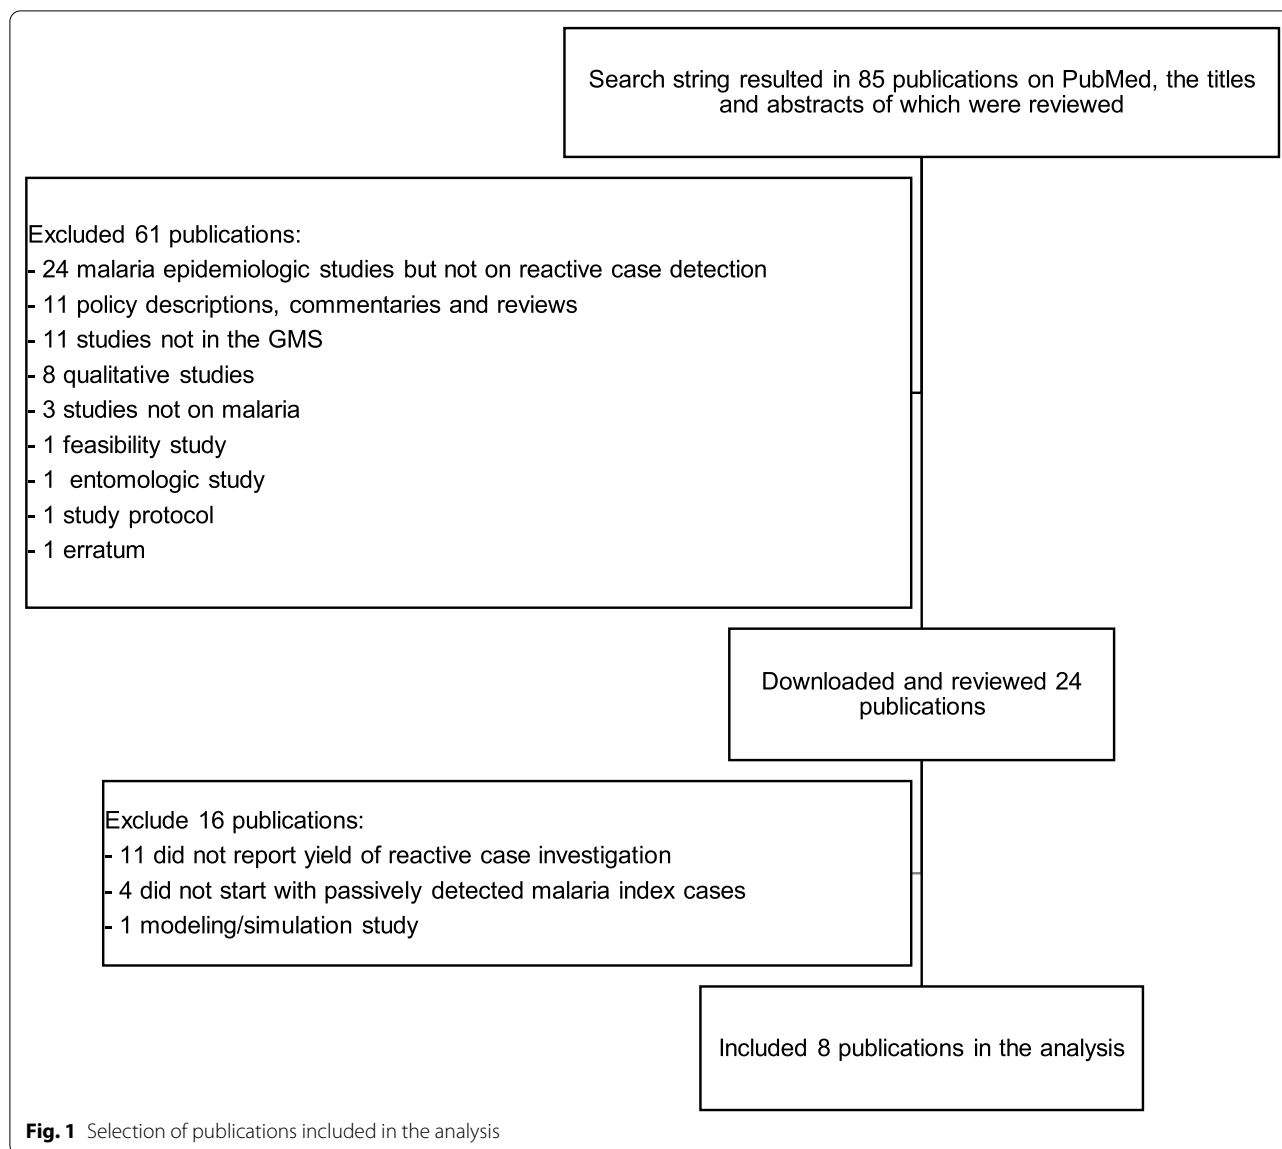 Search string resulted in 85 publications on PubMed, the titles
and abstracts of which were reviewed
Excluded 61 publications:
- 24 malaria epidemiologic studies but not on reactive case detection
- 11 policy descriptions, commentaries and reviews
- 11 studies not in the GMS
- 8 qualitative studies
- 3 studies not on malaria
- 1 feasibility study
- 1 entomologic study
- 1 study protocol
- 1 erratum
Downloaded and reviewed 24
publications
Exclude 16 publications:
- 11 did not report yield of reactive case investigation
- 4 did not start with passively detected malaria index cases
- 1 modeling/simulation study
Included 8 publications in the analysis
Fig. 1 Selection of publications included in the analysis